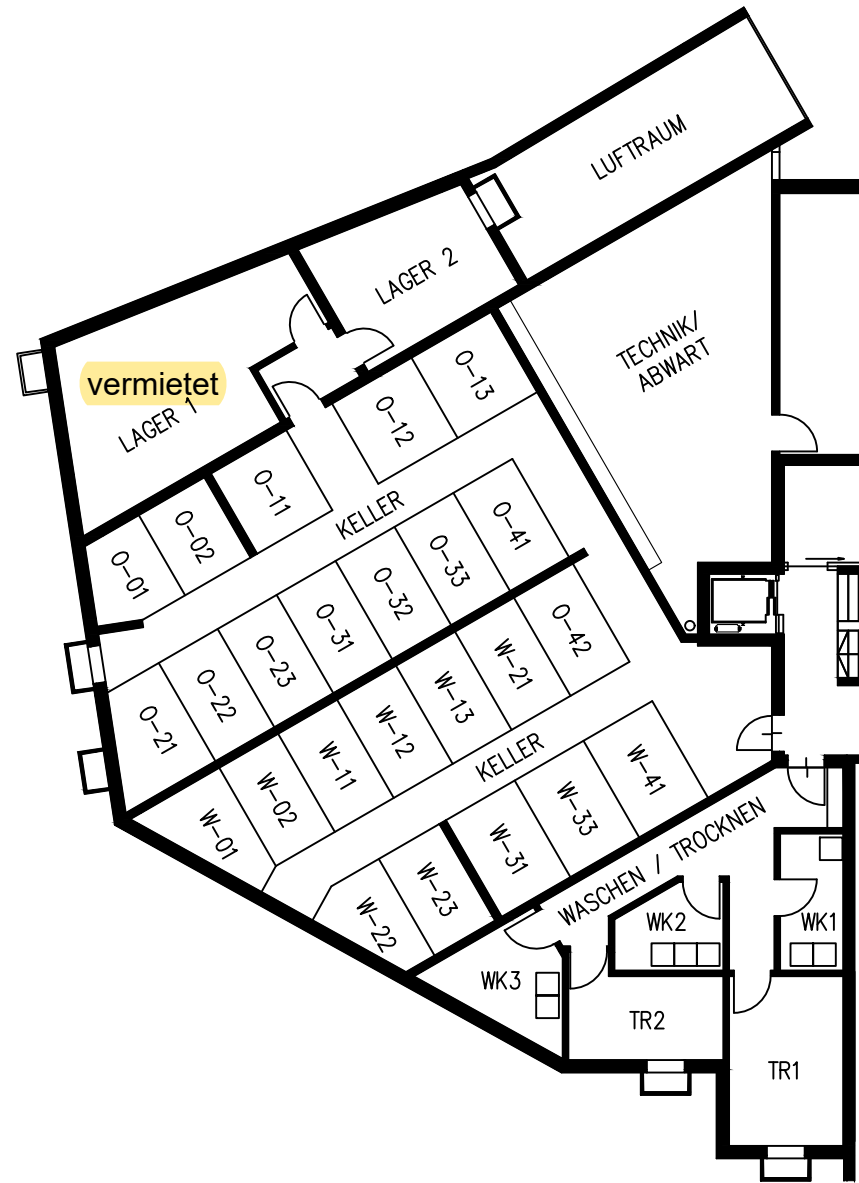 LUFTRAUM
LAGER 2
TECHNIK/
ABWART
vermietet
LAGER 1
O-13
O-12
O-11
O-02
O-01
KELLER
O-41
O-33
O-32
O-31
O-23
O-22
O-21
O-42
W-21
W-13
W-12
W-11
W-02
W-01
KELLER
W-41
W-33
W-31
W-23
W-22
WASCHEN / TROCKNEN
WK2
WK1
WK3
TR2
TR1